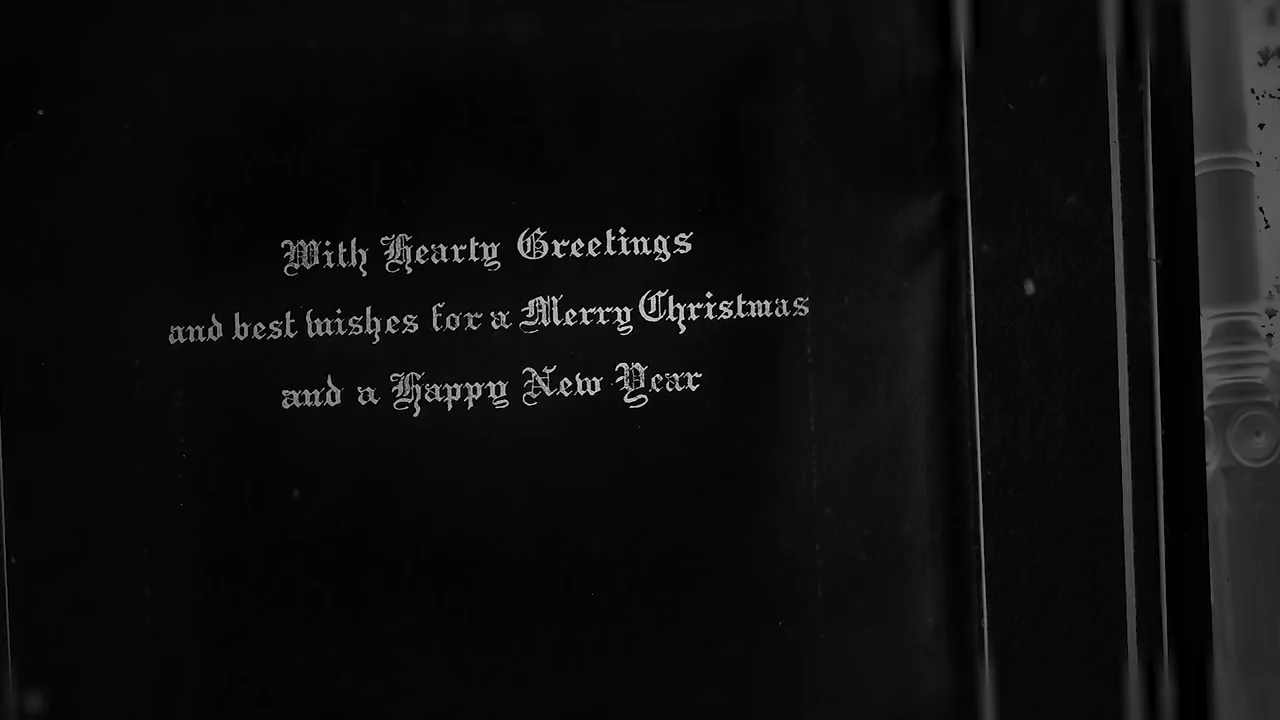 With Hearty Greetings
and best wishes for a Merry Christmas
and a Happy New Year